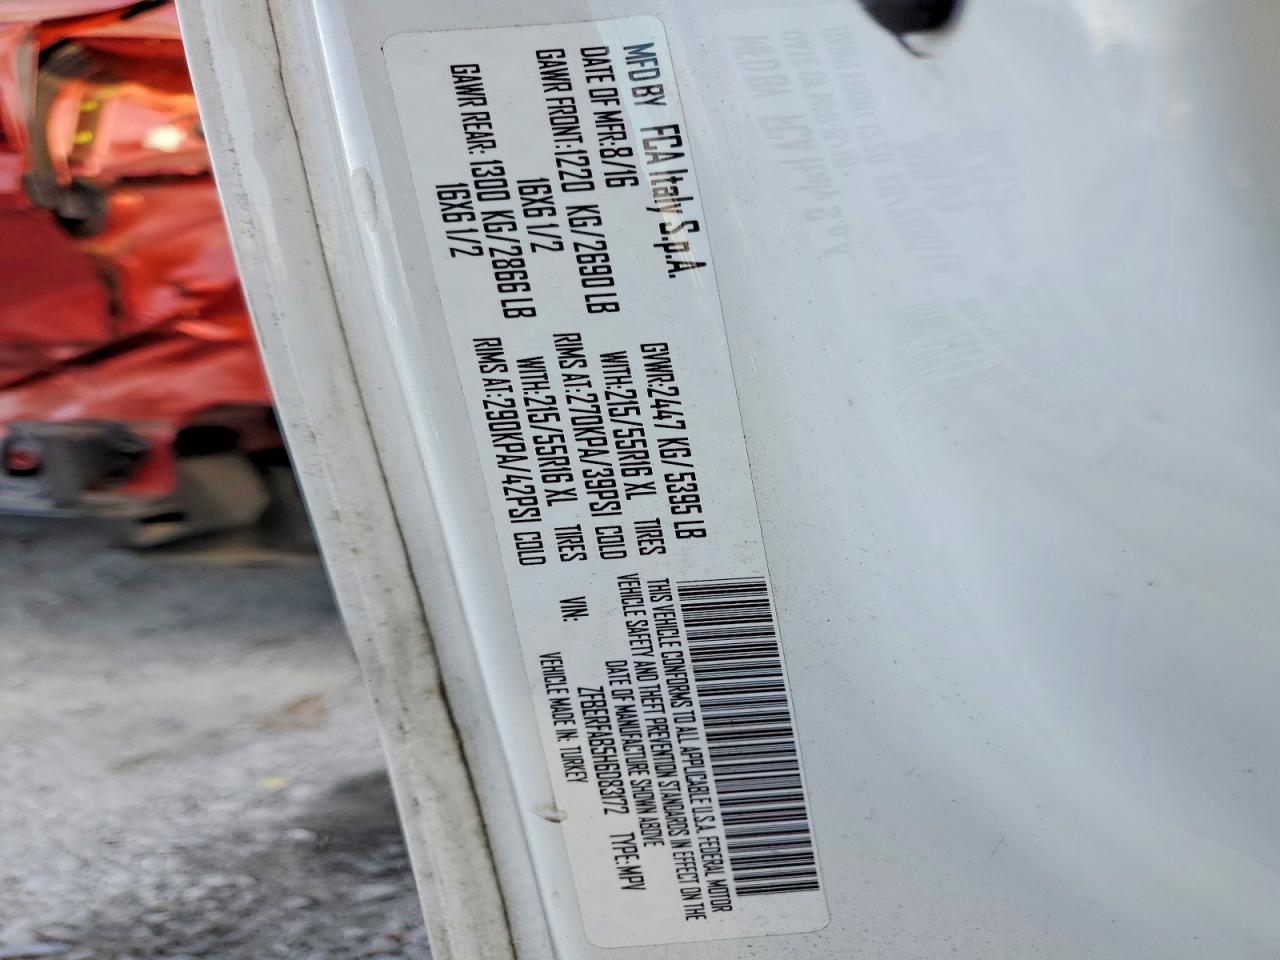 MFD BY FCA Italy S.p.A.
DATE OF MFR:8/16 GVWR:2447 KG/5395 LB
GAWR FRONT:1220 KG/2690 LB WITH:215/55R16 XL TIRES
16X6 1/2 RIMS AT:270KPA/39PSI COLD
GAWR REAR: 1300 KG/2866 LB WITH:215/55R16 XL TIRES
16X6 1/2 RIMS AT:290KPA/42PSI COLD
THIS VEHICLE CONFORMS TO ALL APPLICABLE U.S.A. FEDERAL MOTOR
VEHICLE SAFETY AND THEFT PREVENTION STANDARDS IN EFFECT ON THE
DATE OF MANUFACTURE SHOWN ABOVE
VIN: ZFBERFAB5H6D83172 TYPE:MPV
VEHICLE MADE IN: TURKEY